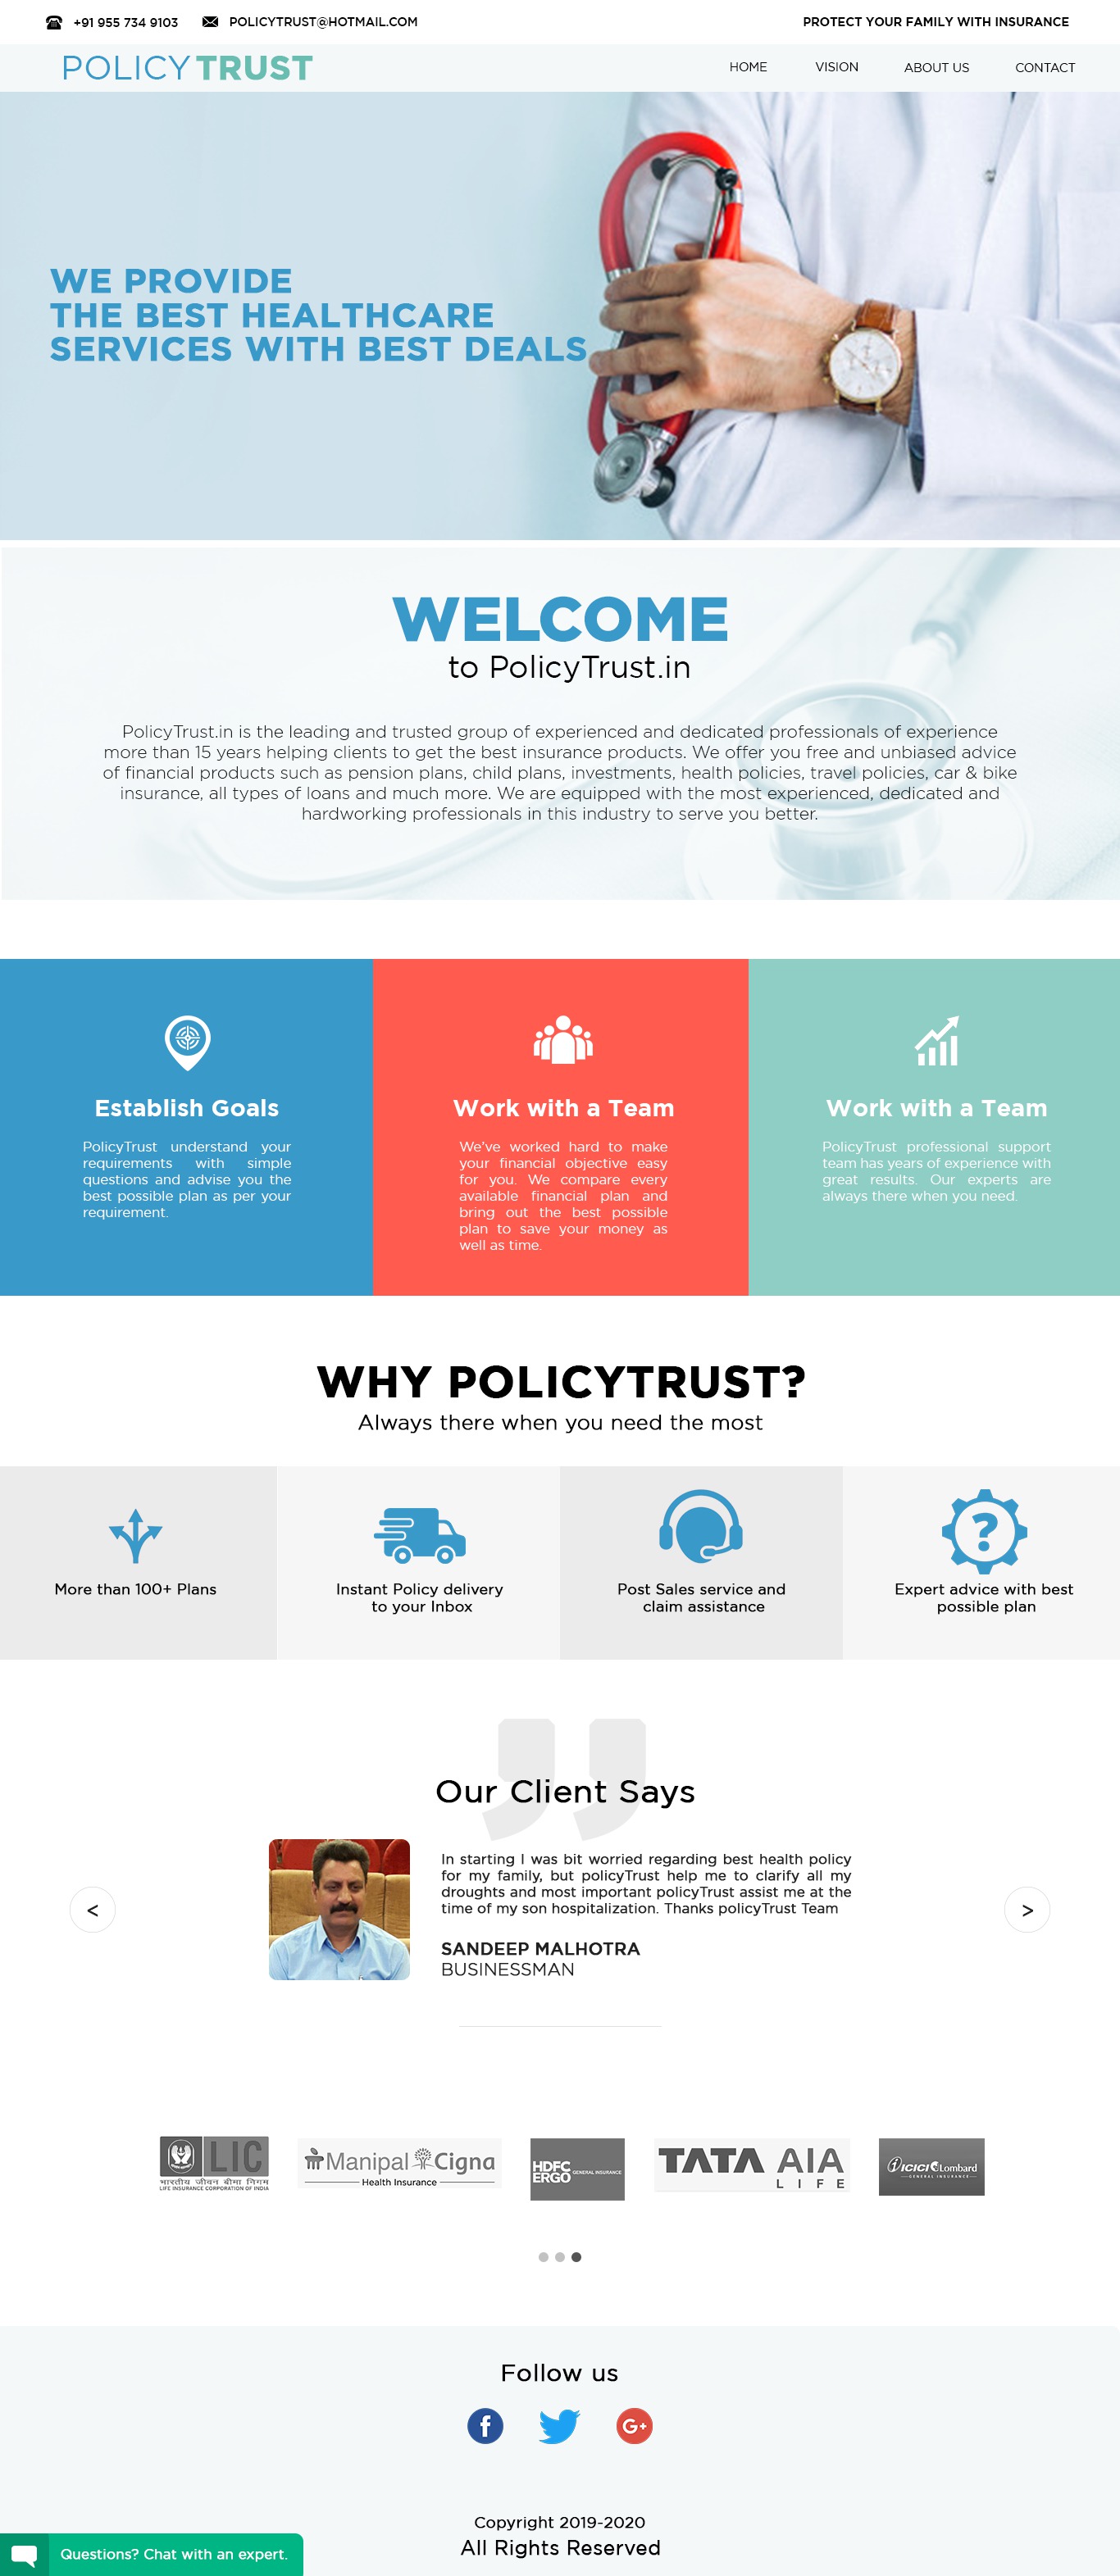 +91 955 734 9103 POLICYTRUST@HOTMAIL.COM PROTECT YOUR FAMILY WITH INSURANCE
POLICY TRUST HOME VISION ABOUT US CONTACT
WE PROVIDE
THE BEST HEALTHCARE
SERVICES WITH BEST DEALS
WELCOME
to PolicyTrust.in
PolicyTrust.in is the leading and trusted group of experienced and dedicated professionals of experience
more than 15 years helping clients to get the best insurance products. We offer you free and unbiased advice
of financial products such as pension plans, child plans, investments, health policies, travel policies, car & bike
insurance, all types of loans and much more. We are equipped with the most experienced, dedicated and
hardworking professionals in this industry to serve you better.
Establish Goals
PolicyTrust understand your
requirements with simple
questions and advise you the
best possible plan as per your
requirement.
Work with a Team
We've worked hard to make
your financial objective easy
for you. We compare every
available financial plan and
bring out the best possible
plan to save your money as
well as time.
Work with a Team
PolicyTrust professional support
team has years of experience with
great results. Our experts are
always there when you need.
WHY POLICYTRUST?
Always there when you need the most
More than 100+ Plans
Instant Policy delivery
to your Inbox
Post Sales service and
claim assistance
?
Expert advice with best
possible plan
Our Client Says
In starting I was bit worried regarding best health policy
for my family, but policyTrust help me to clarify all my
droughts and most important policyTrust assist me at the
time of my son hospitalization. Thanks policyTrust Team
SANDEEP MALHOTRA
BUSINESSMAN
<
>
LIC
भारतीय जीवन बीमा निगम
LIFE INSURANCE CORPORATION OF INDIA
Manipal Cigna
Health Insurance
HDFC
ERGO GENERAL INSURANCE
TATA AIA
LIFE
ICICI Lombard
GENERAL INSURANCE
Follow us
f
G+
Copyright 2019-2020
All Rights Reserved
Questions? Chat with an expert.